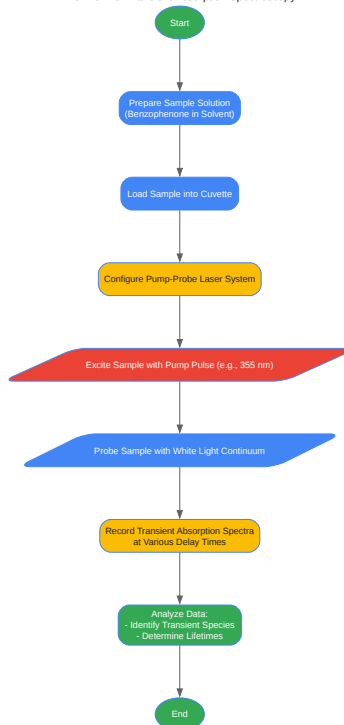 Start
Prepare Sample Solution
(Benzophenone in Solvent)
Load Sample into Cuvette
Configure Pump-Probe Laser System
Excite Sample with Pump Pulse (e.g., 355 nm)
Probe Sample with White Light Continuum
Record Transient Absorption Spectra
at Various Delay Times
Analyze Data:
- Identify Transient Species
- Determine Lifetimes
End